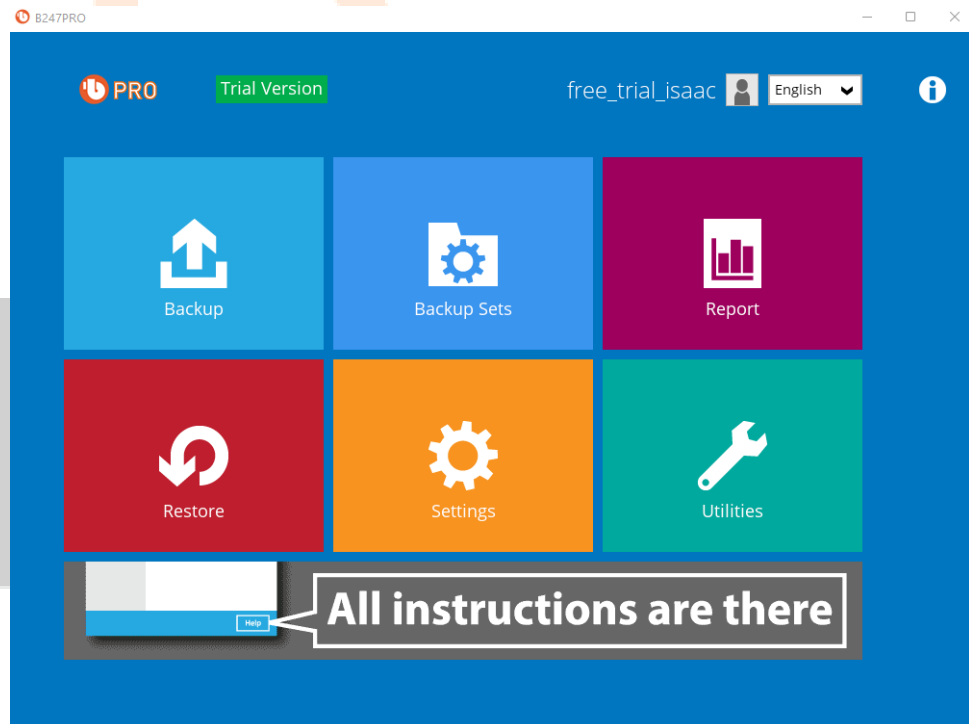 B247PRO
PRO
Trial Version
free_trial_isaac
English
Backup
Backup Sets
Report
Restore
Settings
Utilities
Help
All instructions are there